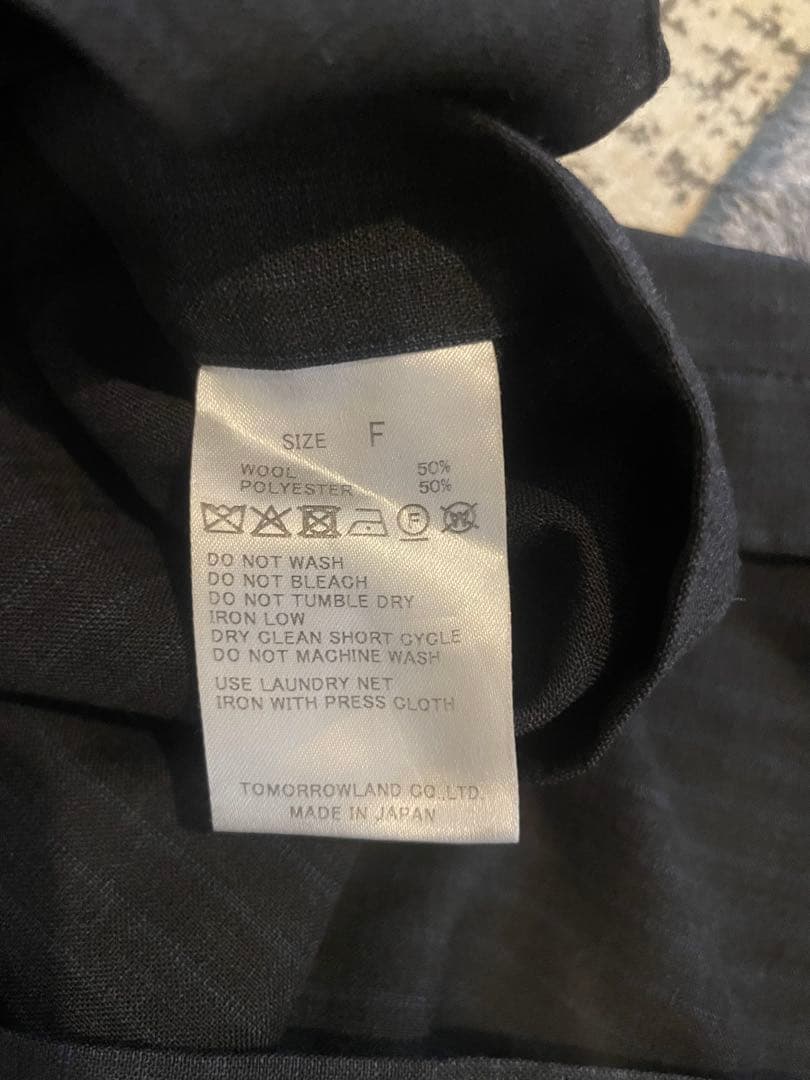 SIZE F
WOOL 50%
POLYESTER 50%
F W
DO NOT WASH
DO NOT BLEACH
DO NOT TUMBLE DRY
IRON LOW
DRY CLEAN SHORT CYCLE
DO NOT MACHINE WASH
USE LAUNDRY NET
IRON WITH PRESS CLOTH
TOMORROWLAND CO.,LTD.
MADE IN JAPAN